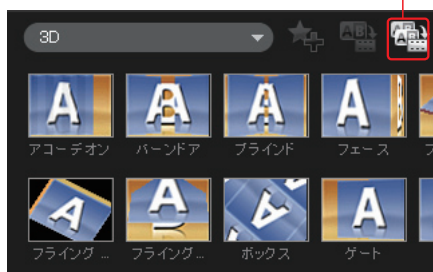 3D
アコーデオン バーンドア ブラインド フェース フ
フライング ... フライング... ボックス ゲート